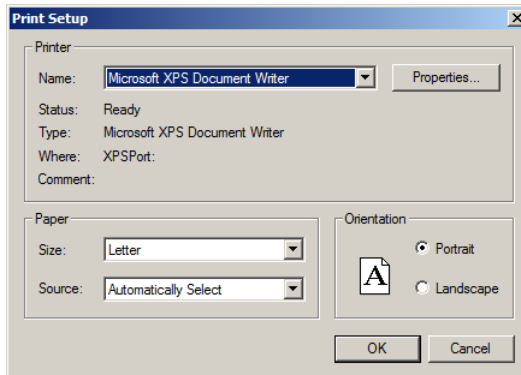 Print Setup
Printer
Name: Microsoft XPS Document Writer Properties...
Status: Ready
Type: Microsoft XPS Document Writer
Where: XPSPort:
Comment:
Paper Orientation
Size: Letter Portrait
A
Source: Automatically Select Landscape
OK Cancel